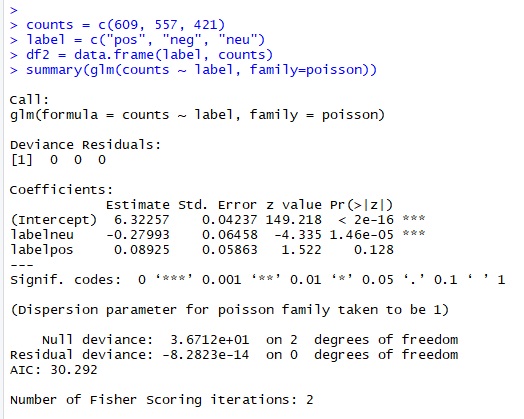 >
> counts = c(609, 557, 421)
> label = c("pos", "neg", "neu")
> df2 = data.frame(label, counts)
> summary(glm(counts ~ label, family=poisson))
Call:
glm(formula = counts ~ label, family = poisson)
Deviance Residuals:
[1]  0  0  0
Coefficients:
            Estimate Std. Error z value Pr(>|z|)
(Intercept)  6.32257    0.04237 149.218  < 2e-16 ***
labelneu    -0.27993    0.06458  -4.335 1.46e-05 ***
labelpos     0.08925    0.05863   1.522    0.128
---
Signif. codes:  0 ‘***’ 0.001 ‘**’ 0.01 ‘*’ 0.05 ‘.’ 0.1 ‘ ’ 1
(Dispersion parameter for poisson family taken to be 1)
    Null deviance:  3.6712e+01  on 2  degrees of freedom
Residual deviance: -8.2823e-14  on 0  degrees of freedom
AIC: 30.292
Number of Fisher Scoring iterations: 2